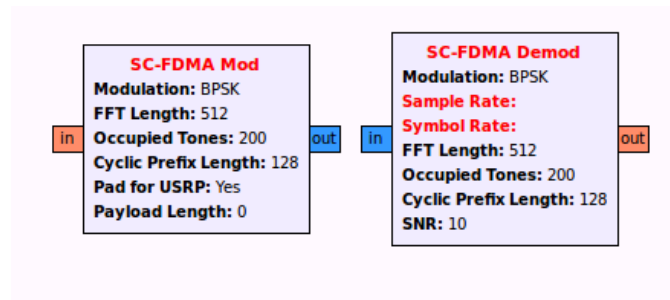 SC-FDMA Mod
Modulation: BPSK
FFT Length: 512
in
Occupied Tones: 200
out
Cyclic Prefix Length: 128
Pad for USRP: Yes
Payload Length: 0
SC-FDMA Demod
Modulation: BPSK
Sample Rate:
Symbol Rate:
in
FFT Length: 512
out
Occupied Tones: 200
Cyclic Prefix Length: 128
SNR: 10